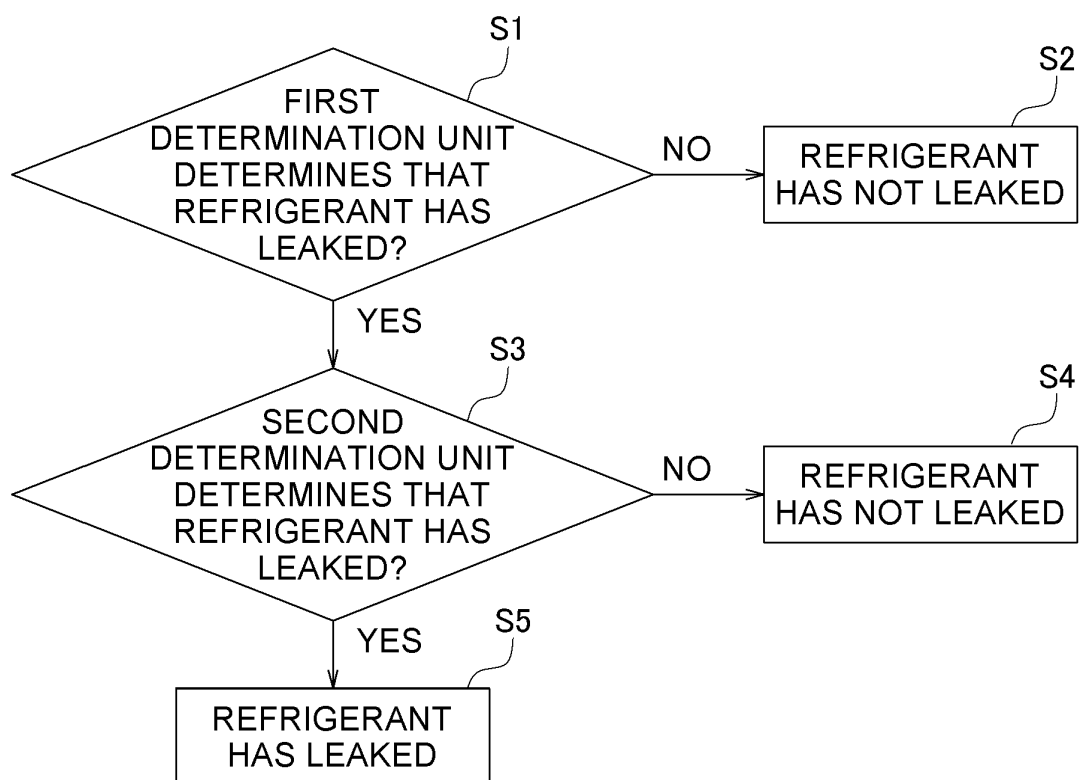 S1
FIRST
DETERMINATION UNIT
DETERMINES THAT
REFRIGERANT HAS
LEAKED?
NO
S2
REFRIGERANT
HAS NOT LEAKED
YES
S3
SECOND
DETERMINATION UNIT
DETERMINES THAT
REFRIGERANT HAS
LEAKED?
NO
S4
REFRIGERANT
HAS NOT LEAKED
YES
S5
REFRIGERANT
HAS LEAKED